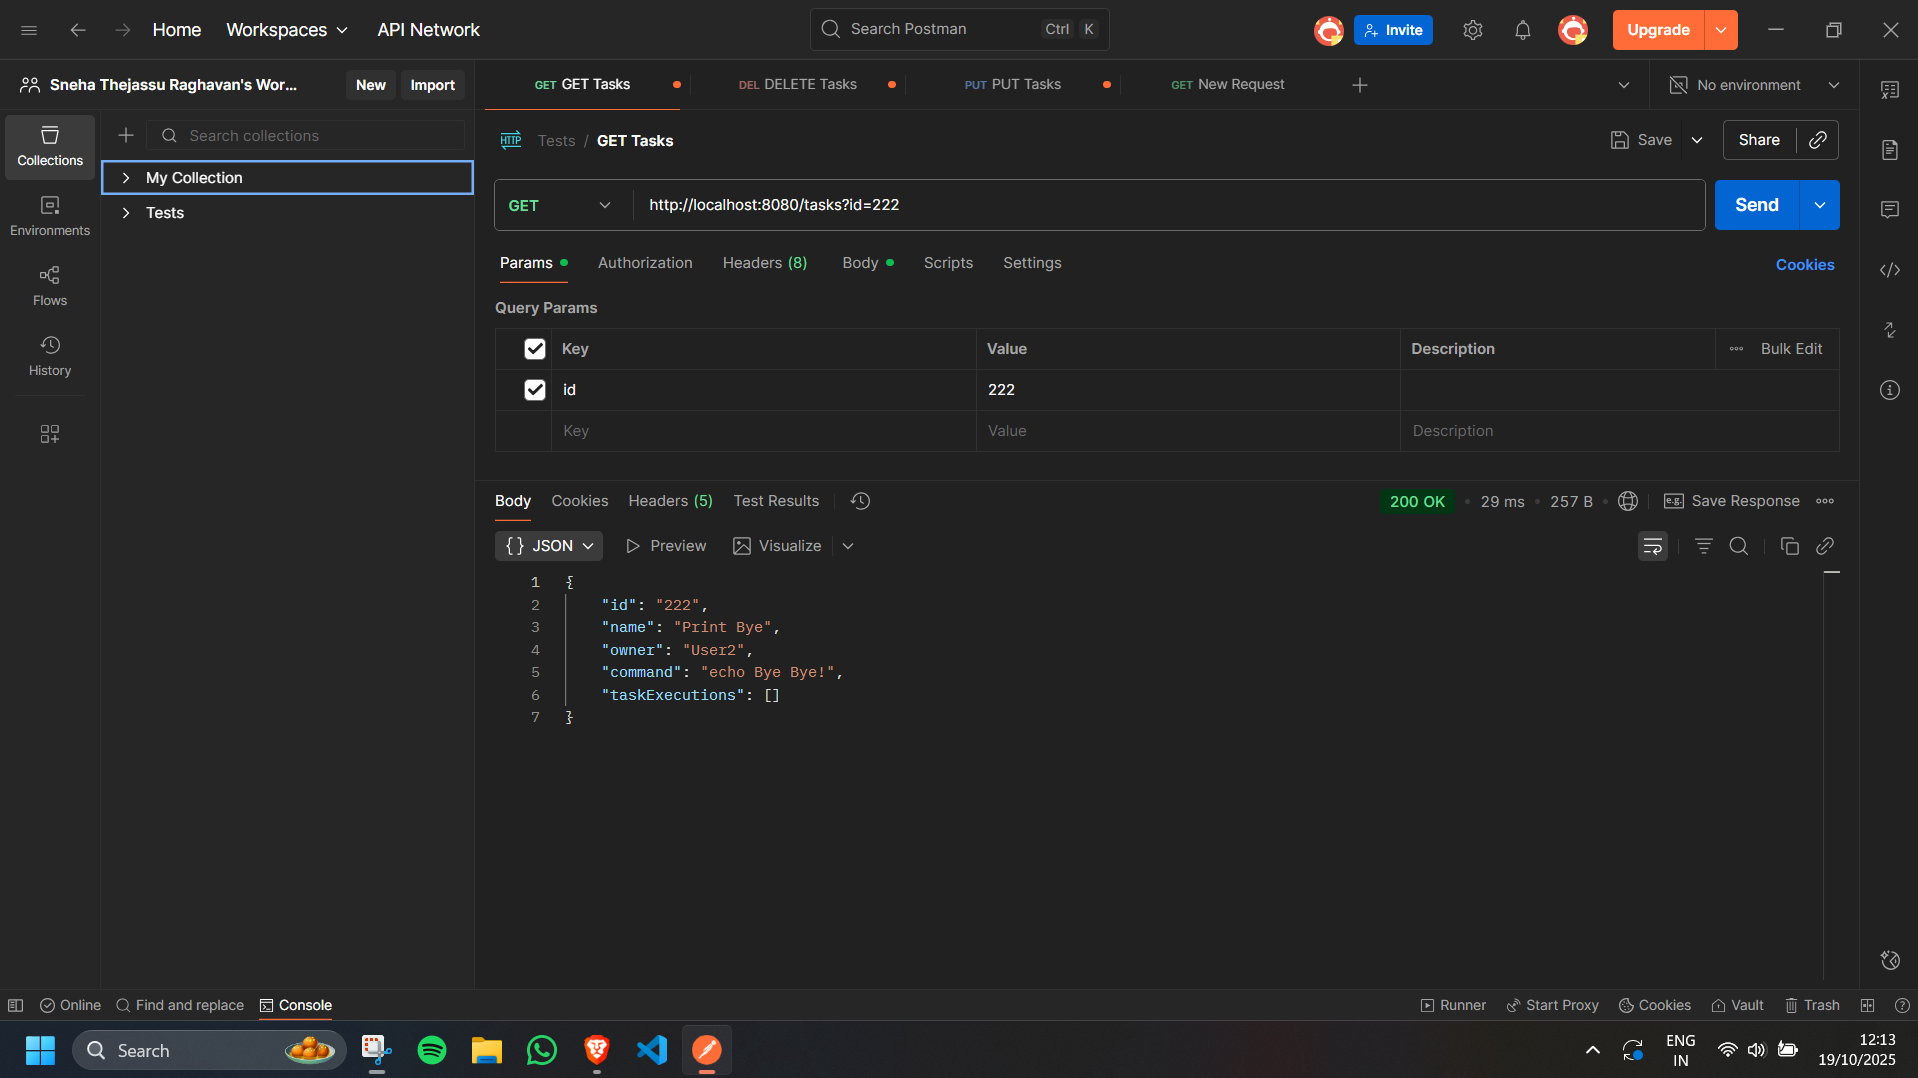 Home Workspaces API Network
Search Postman Ctrl K
Invite
Upgrade
Sneha Thejassu Raghavan's Wor... New Import
GET GET Tasks
DEL DELETE Tasks
PUT PUT Tasks
GET New Request
No environment
Collections
Environments
Flows
History
Search collections
My Collection
Tests
HTTP Tests / GET Tasks
Save Share
GET http://localhost:8080/tasks?id=222
Send
Params Authorization Headers (8) Body Scripts Settings
Cookies
Query Params
Key Value Description Bulk Edit
id 222
Key Value Description
Body Cookies Headers (5) Test Results
200 OK 29 ms 257 B e.g. Save Response
{} JSON Preview Visualize
1 {
2 "id": "222",
3 "name": "Print Bye",
4 "owner": "User2",
5 "command": "echo Bye Bye!",
6 "taskExecutions": []
7 }
Online Find and replace Console
Runner Start Proxy Cookies Vault Trash
Search
ENG
IN
12:13
19/10/2025